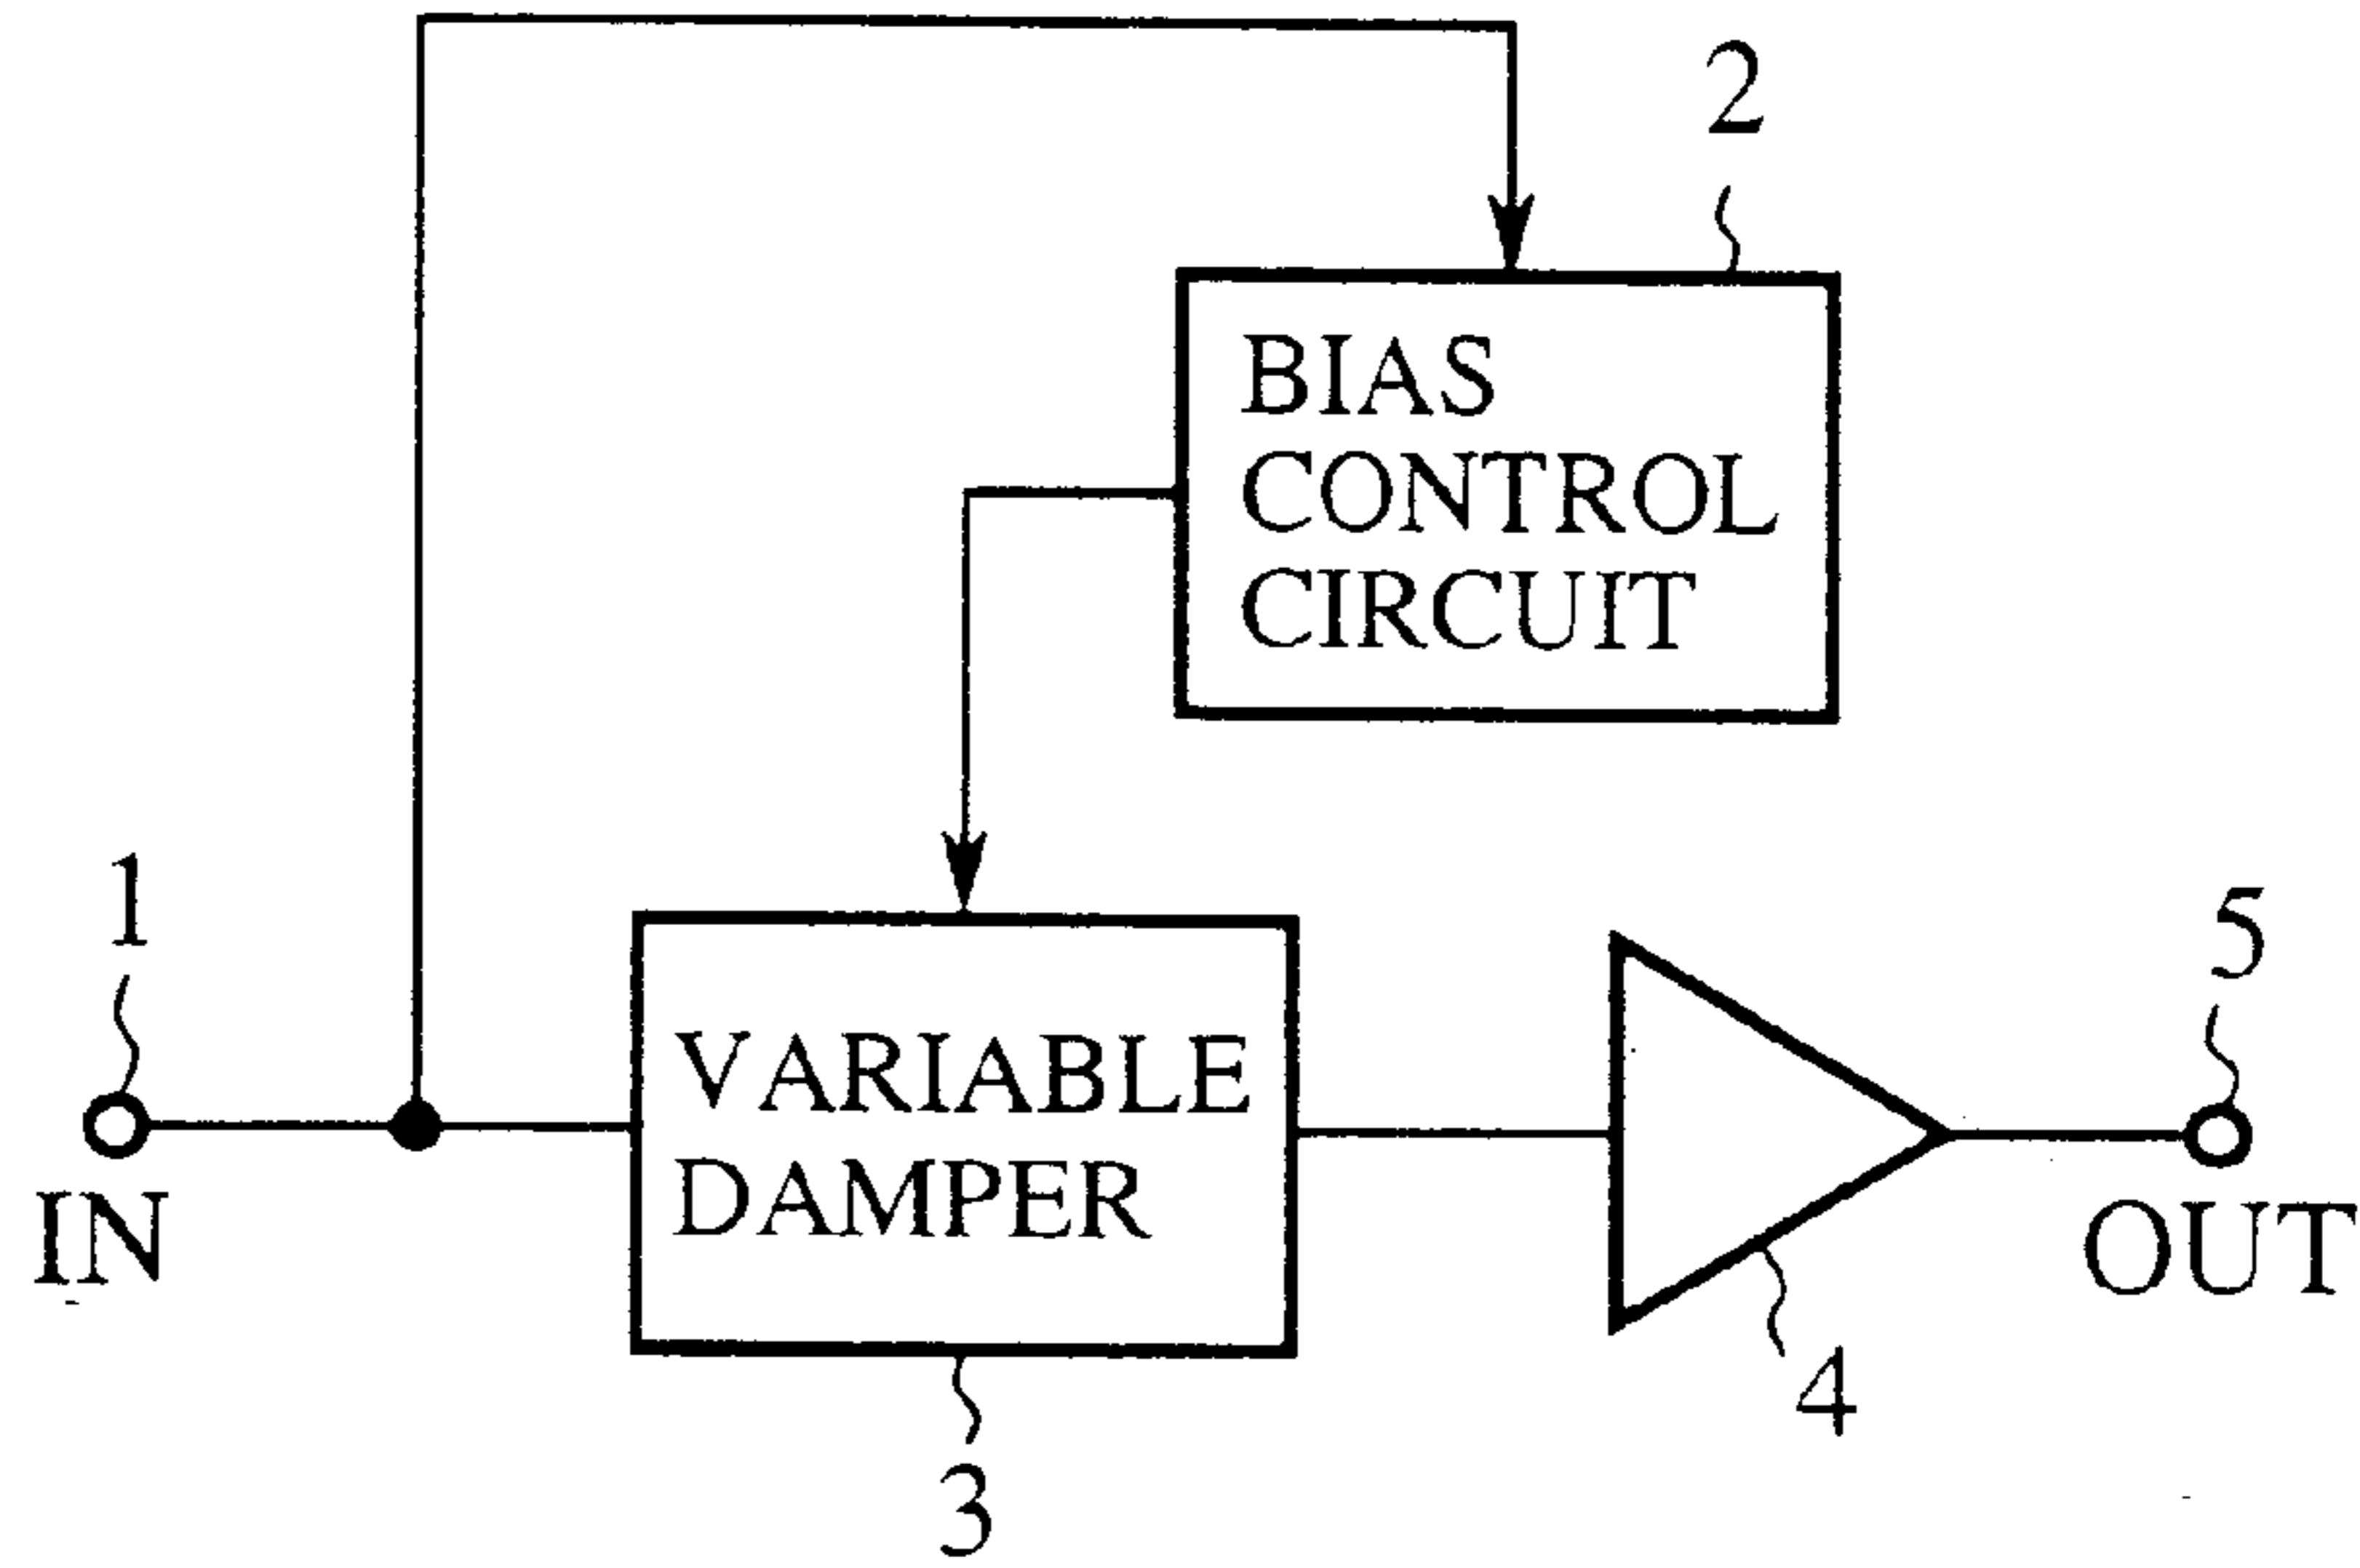 2
BIAS
CONTROL
CIRCUIT
1
5
VARIABLE
DAMPER
IN
OUT
4
3